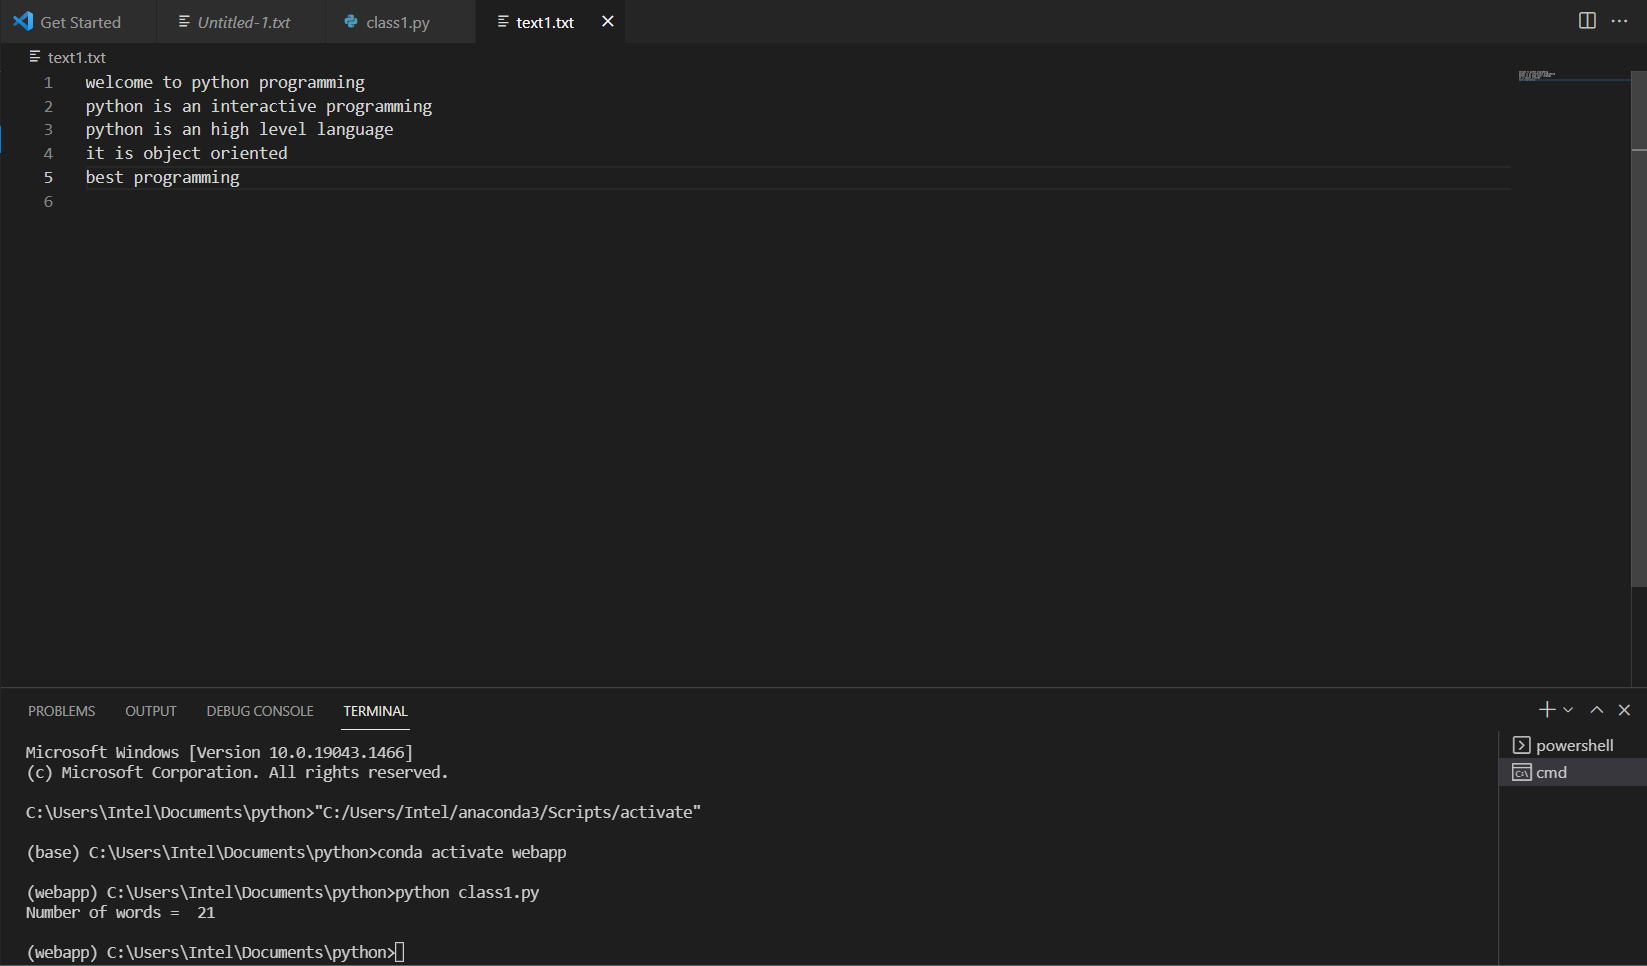 Get Started Untitled-1.txt class1.py text1.txt
text1.txt
1 welcome to python programming
2 python is an interactive programming
3 python is an high level language
4 it is object oriented
5 best programming
6
PROBLEMS OUTPUT DEBUG CONSOLE TERMINAL
Microsoft Windows [Version 10.0.19043.1466]
(c) Microsoft Corporation. All rights reserved.
C:\Users\Intel\Documents\python>"C:/Users/Intel/anaconda3/Scripts/activate"
(base) C:\Users\Intel\Documents\python>conda activate webapp
(webapp) C:\Users\Intel\Documents\python>python class1.py
Number of words =  21
(webapp) C:\Users\Intel\Documents\python>
powershell
cmd